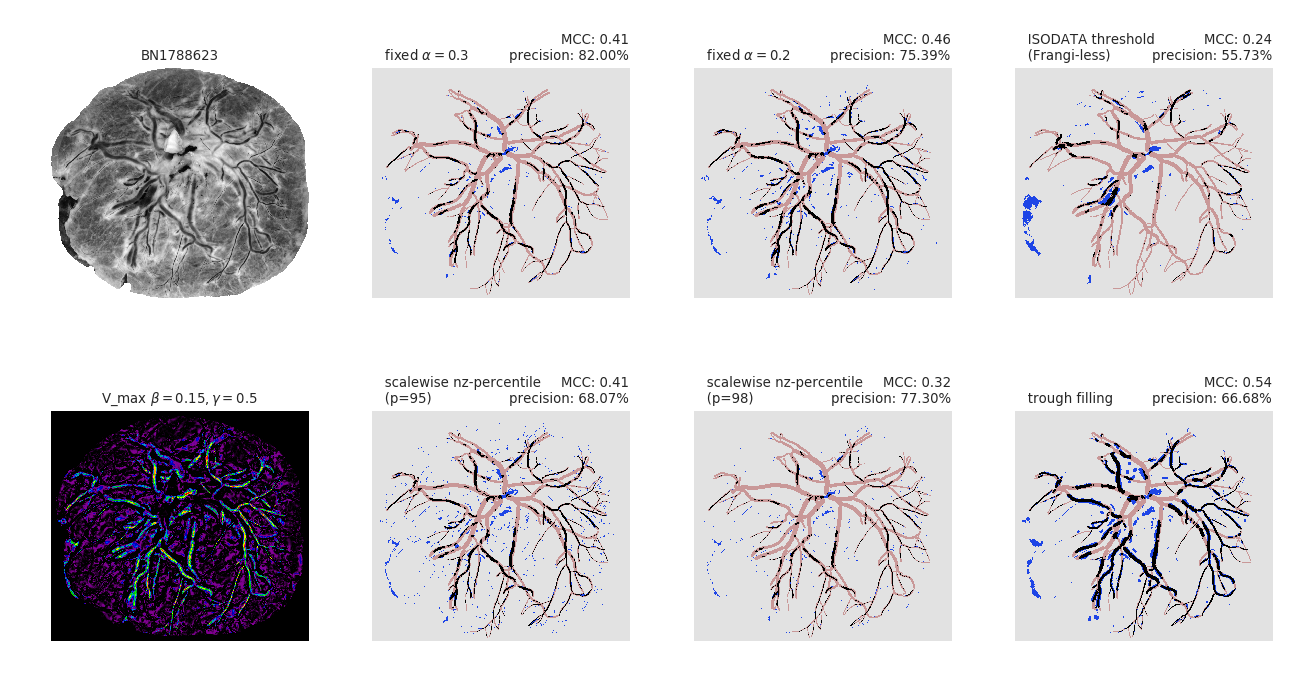 BN1788623
MCC: 0.41
fixed α = 0.3 precision: 82.00%
MCC: 0.46
fixed α = 0.2 precision: 75.39%
ISODATA threshold MCC: 0.24
(Frangi-less) precision: 55.73%
V_max β = 0.15, γ = 0.5
scalewise nz-percentile MCC: 0.41
(p=95) precision: 68.07%
scalewise nz-percentile MCC: 0.32
(p=98) precision: 77.30%
MCC: 0.54
trough filling precision: 66.68%